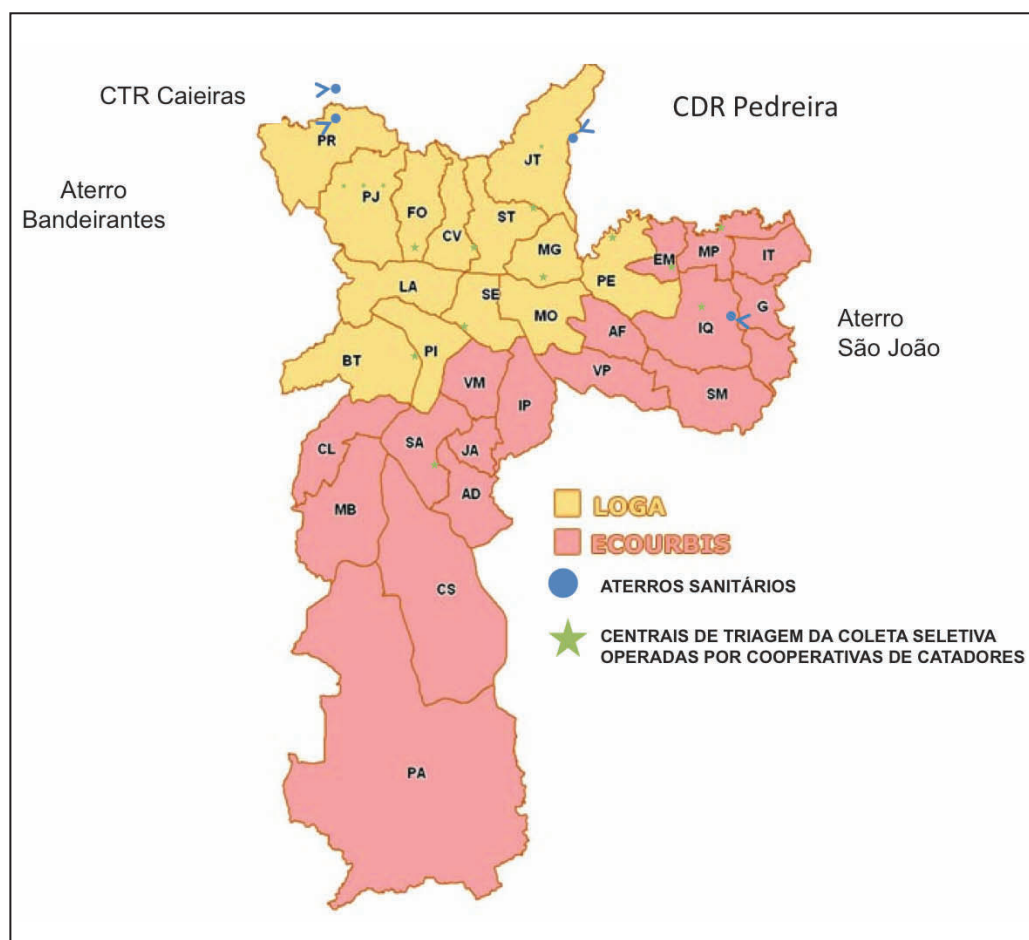 CTR Caieiras
CDR Pedreira
PR
JT
Aterro
Bandeirantes
PJ
FO
CV
ST
MG
PE
EM
MP
IT
LA
SE
MO
AF
IQ
G
Aterro
São João
BT
PI
VM
IP
VP
SM
CL
SA
JA
AD
MB
CS
PA
LOGA
ECOURBIS
ATERROS SANITÁRIOS
CENTRAIS DE TRIAGEM DA COLETA SELETIVA
OPERADAS POR COOPERATIVAS DE CATADORES